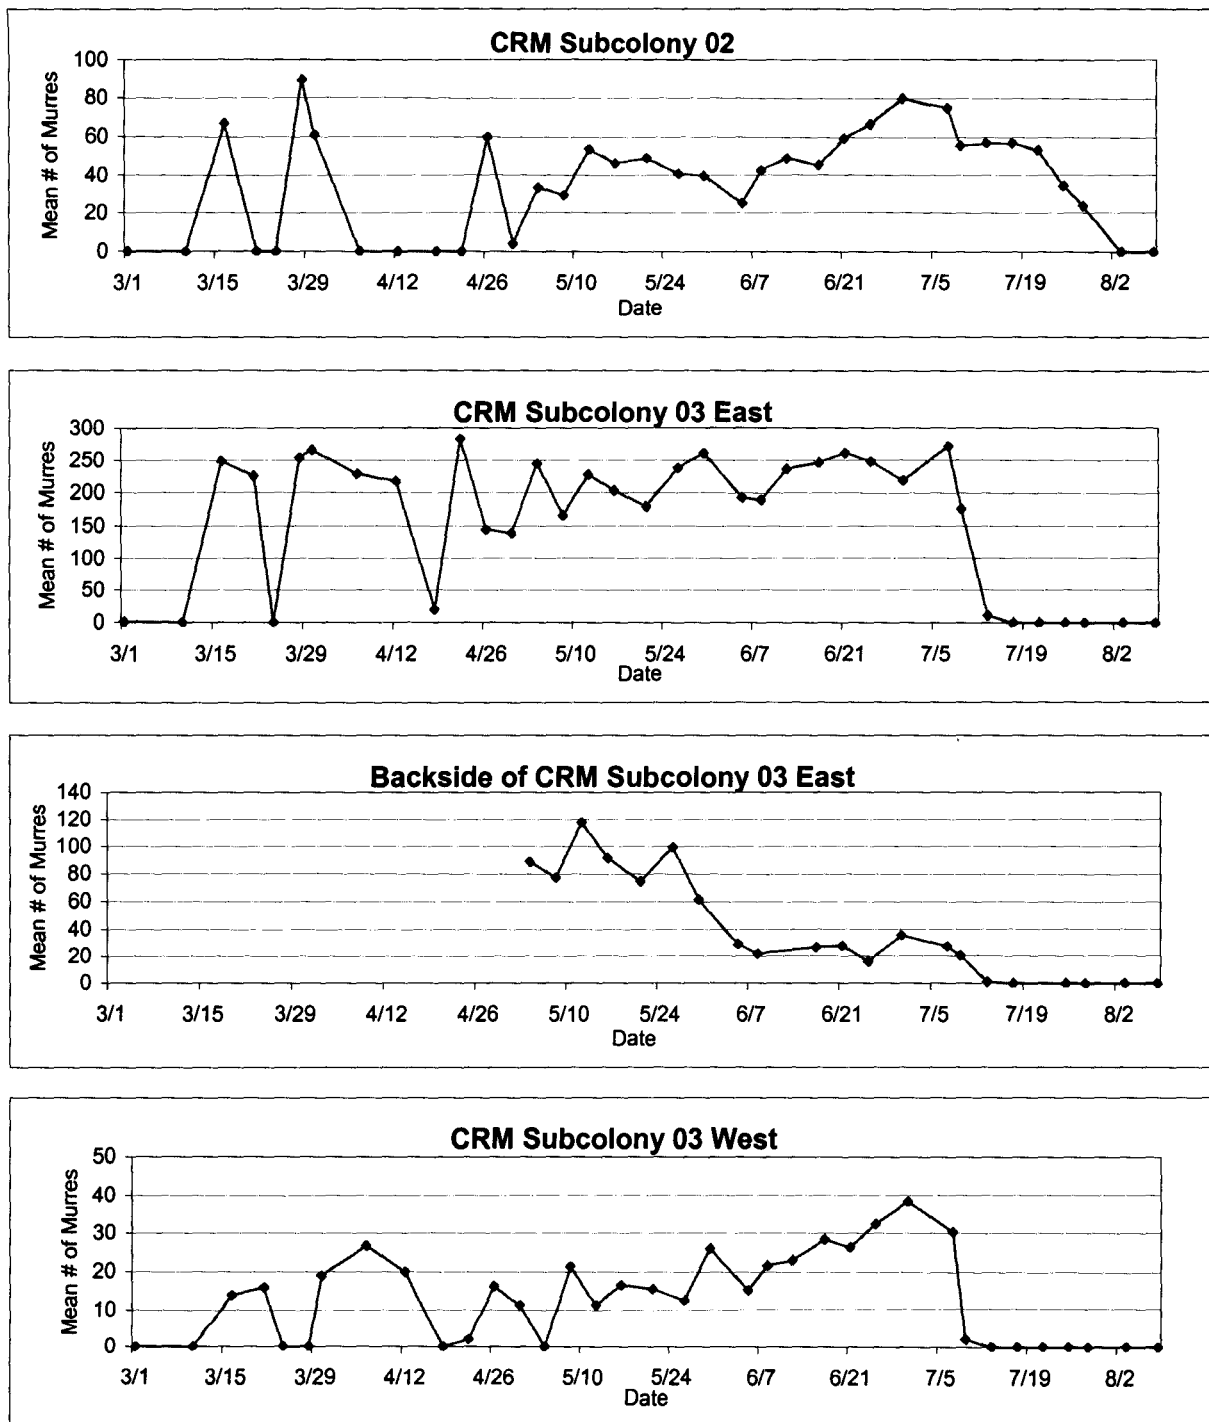 CRM Subcolony 02
Mean # of Murres
100
80
60
40
20
0
3/1 3/15 3/29 4/12 4/26 5/10 5/24 6/7 6/21 7/5 7/19 8/2
Date
CRM Subcolony 03 East
Mean # of Murres
300
250
200
150
100
50
0
3/1 3/15 3/29 4/12 4/26 5/10 5/24 6/7 6/21 7/5 7/19 8/2
Date
Backside of CRM Subcolony 03 East
Mean # of Murres
140
120
100
80
60
40
20
0
3/1 3/15 3/29 4/12 4/26 5/10 5/24 6/7 6/21 7/5 7/19 8/2
Date
CRM Subcolony 03 West
Mean # of Murres
50
40
30
20
10
0
3/1 3/15 3/29 4/12 4/26 5/10 5/24 6/7 6/21 7/5 7/19 8/2
Date